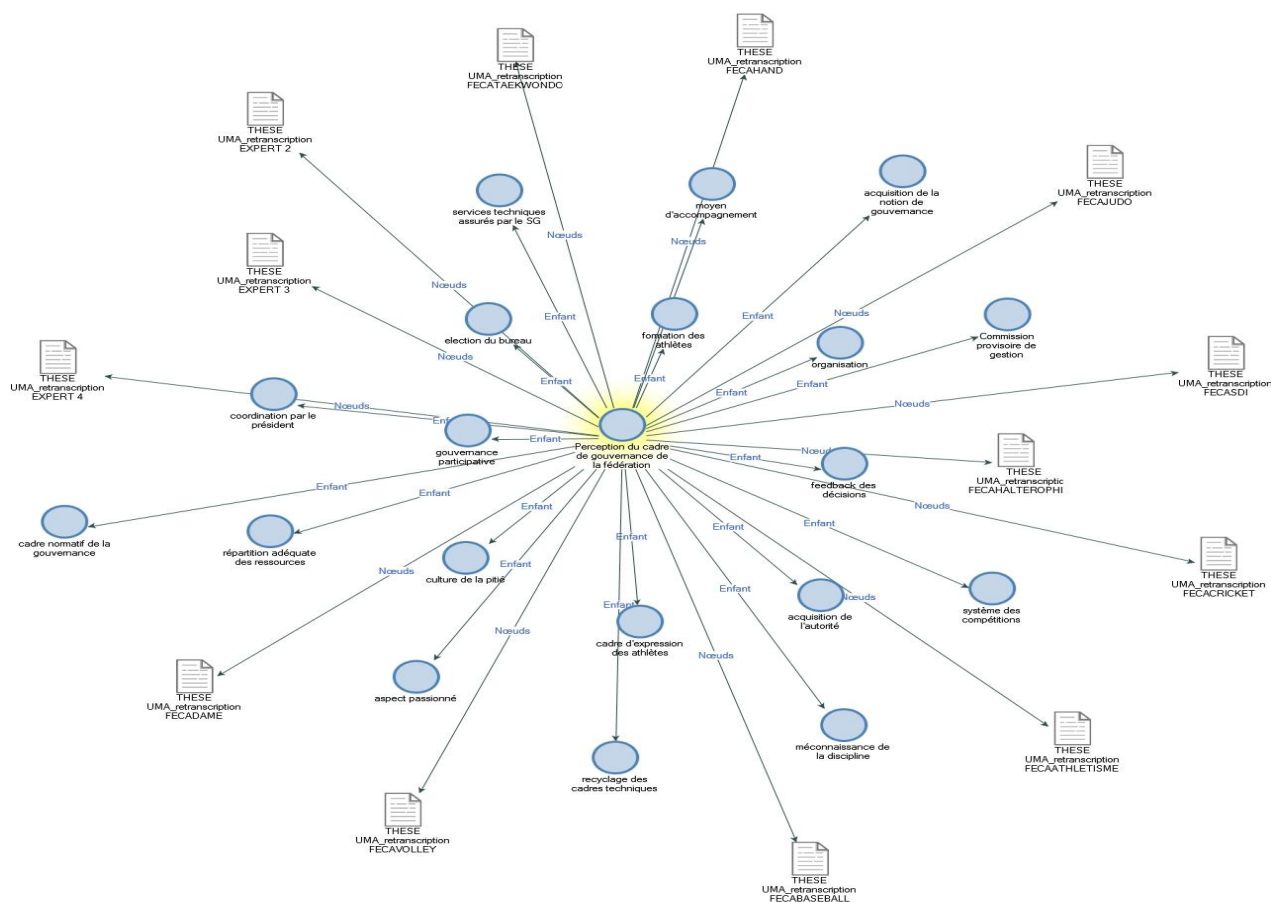 THESE
UMA_retranscription
FECATAEKWONDO
THESE
UMA_retranscription
FECAHAND
THESE
UMA_retranscription
EXPERT 2
services techniques
assurés par le SG
moyen
d'accompagnement
acquisition de la
notion de
gouvernance
THESE
UMA_retranscription
FECAJUDO
Nœuds
Nœuds
THESE
UMA_retranscription
EXPERT 3
Nœuds
Enfant
Enfant
Nœuds
election du bureau
formation des
athlètes
organisation
Commission
provisoire de
gestion
Nœuds
Enfant
Enfant
Enfant
Enfant
THESE
UMA_retranscription
EXPERT 4
THESE
UMA_retranscription
FECASDI
Nœuds
Nœuds
coordination par le
président
Enf
Enfant
gouvernance
participative
Perception du cadre
de gouvernance de
la fédération
Nœud
Enfant
feedback des
décisions
THESE
UMA_retranscriptic
FECAHALTEROPHI
Enfant
Enfant
Nœuds
cadre normatif de la
gouvernance
répartition adéquate
des ressources
Enfant
Enfant
Enfant
Enfant
THESE
UMA_retranscription
FECACRICKET
culture de la pitié
Enfant
Nœuds
Enfant
Nœuds
Enfant
acquisition de
l'autorité
système des
compétitions
Nœuds
cadre d'expression
des athlètes
Nœuds
THESE
UMA_retranscription
FECADAME
aspect passionné
méconnaissance de
la discipline
THESE
UMA_retranscription
FECAATHLETISME
recyclage des
cadres techniques
THESE
UMA_retranscription
FECAVOLLEY
THESE
UMA_retranscription
FECABASEBALL